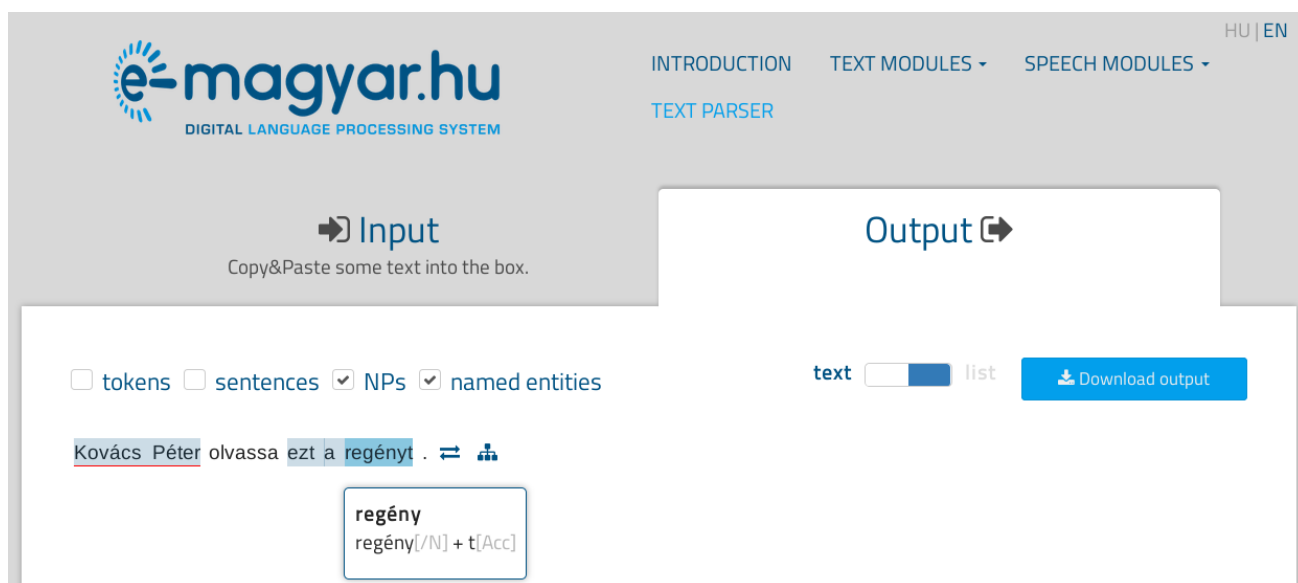 HU | EN
e-magyar.hu
DIGITAL LANGUAGE PROCESSING SYSTEM
INTRODUCTION TEXT MODULES SPEECH MODULES
TEXT PARSER
Input
Copy&Paste some text into the box.
Output
tokens sentences NPs named entities
text list Download output
Kovács Péter olvassa ezt a regényt .
regény
regény[/N] + t[Acc]